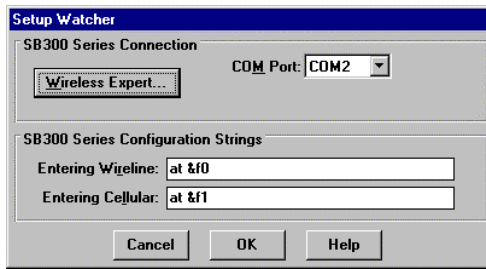 Setup Watcher
SB300 Series Connection
COM Port: COM2
Wireless Expert...
SB300 Series Configuration Strings
Entering Wireline: at &f0
Entering Cellular: at &f1
Cancel OK Help